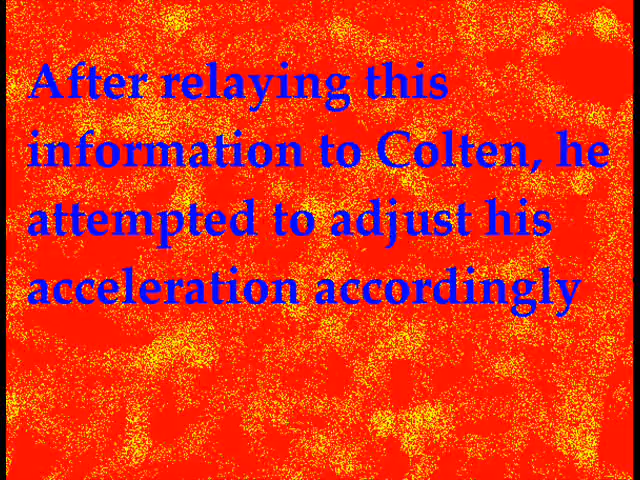 After relaying this
information to Colten, he
attempted to adjust his
acceleration accordingly